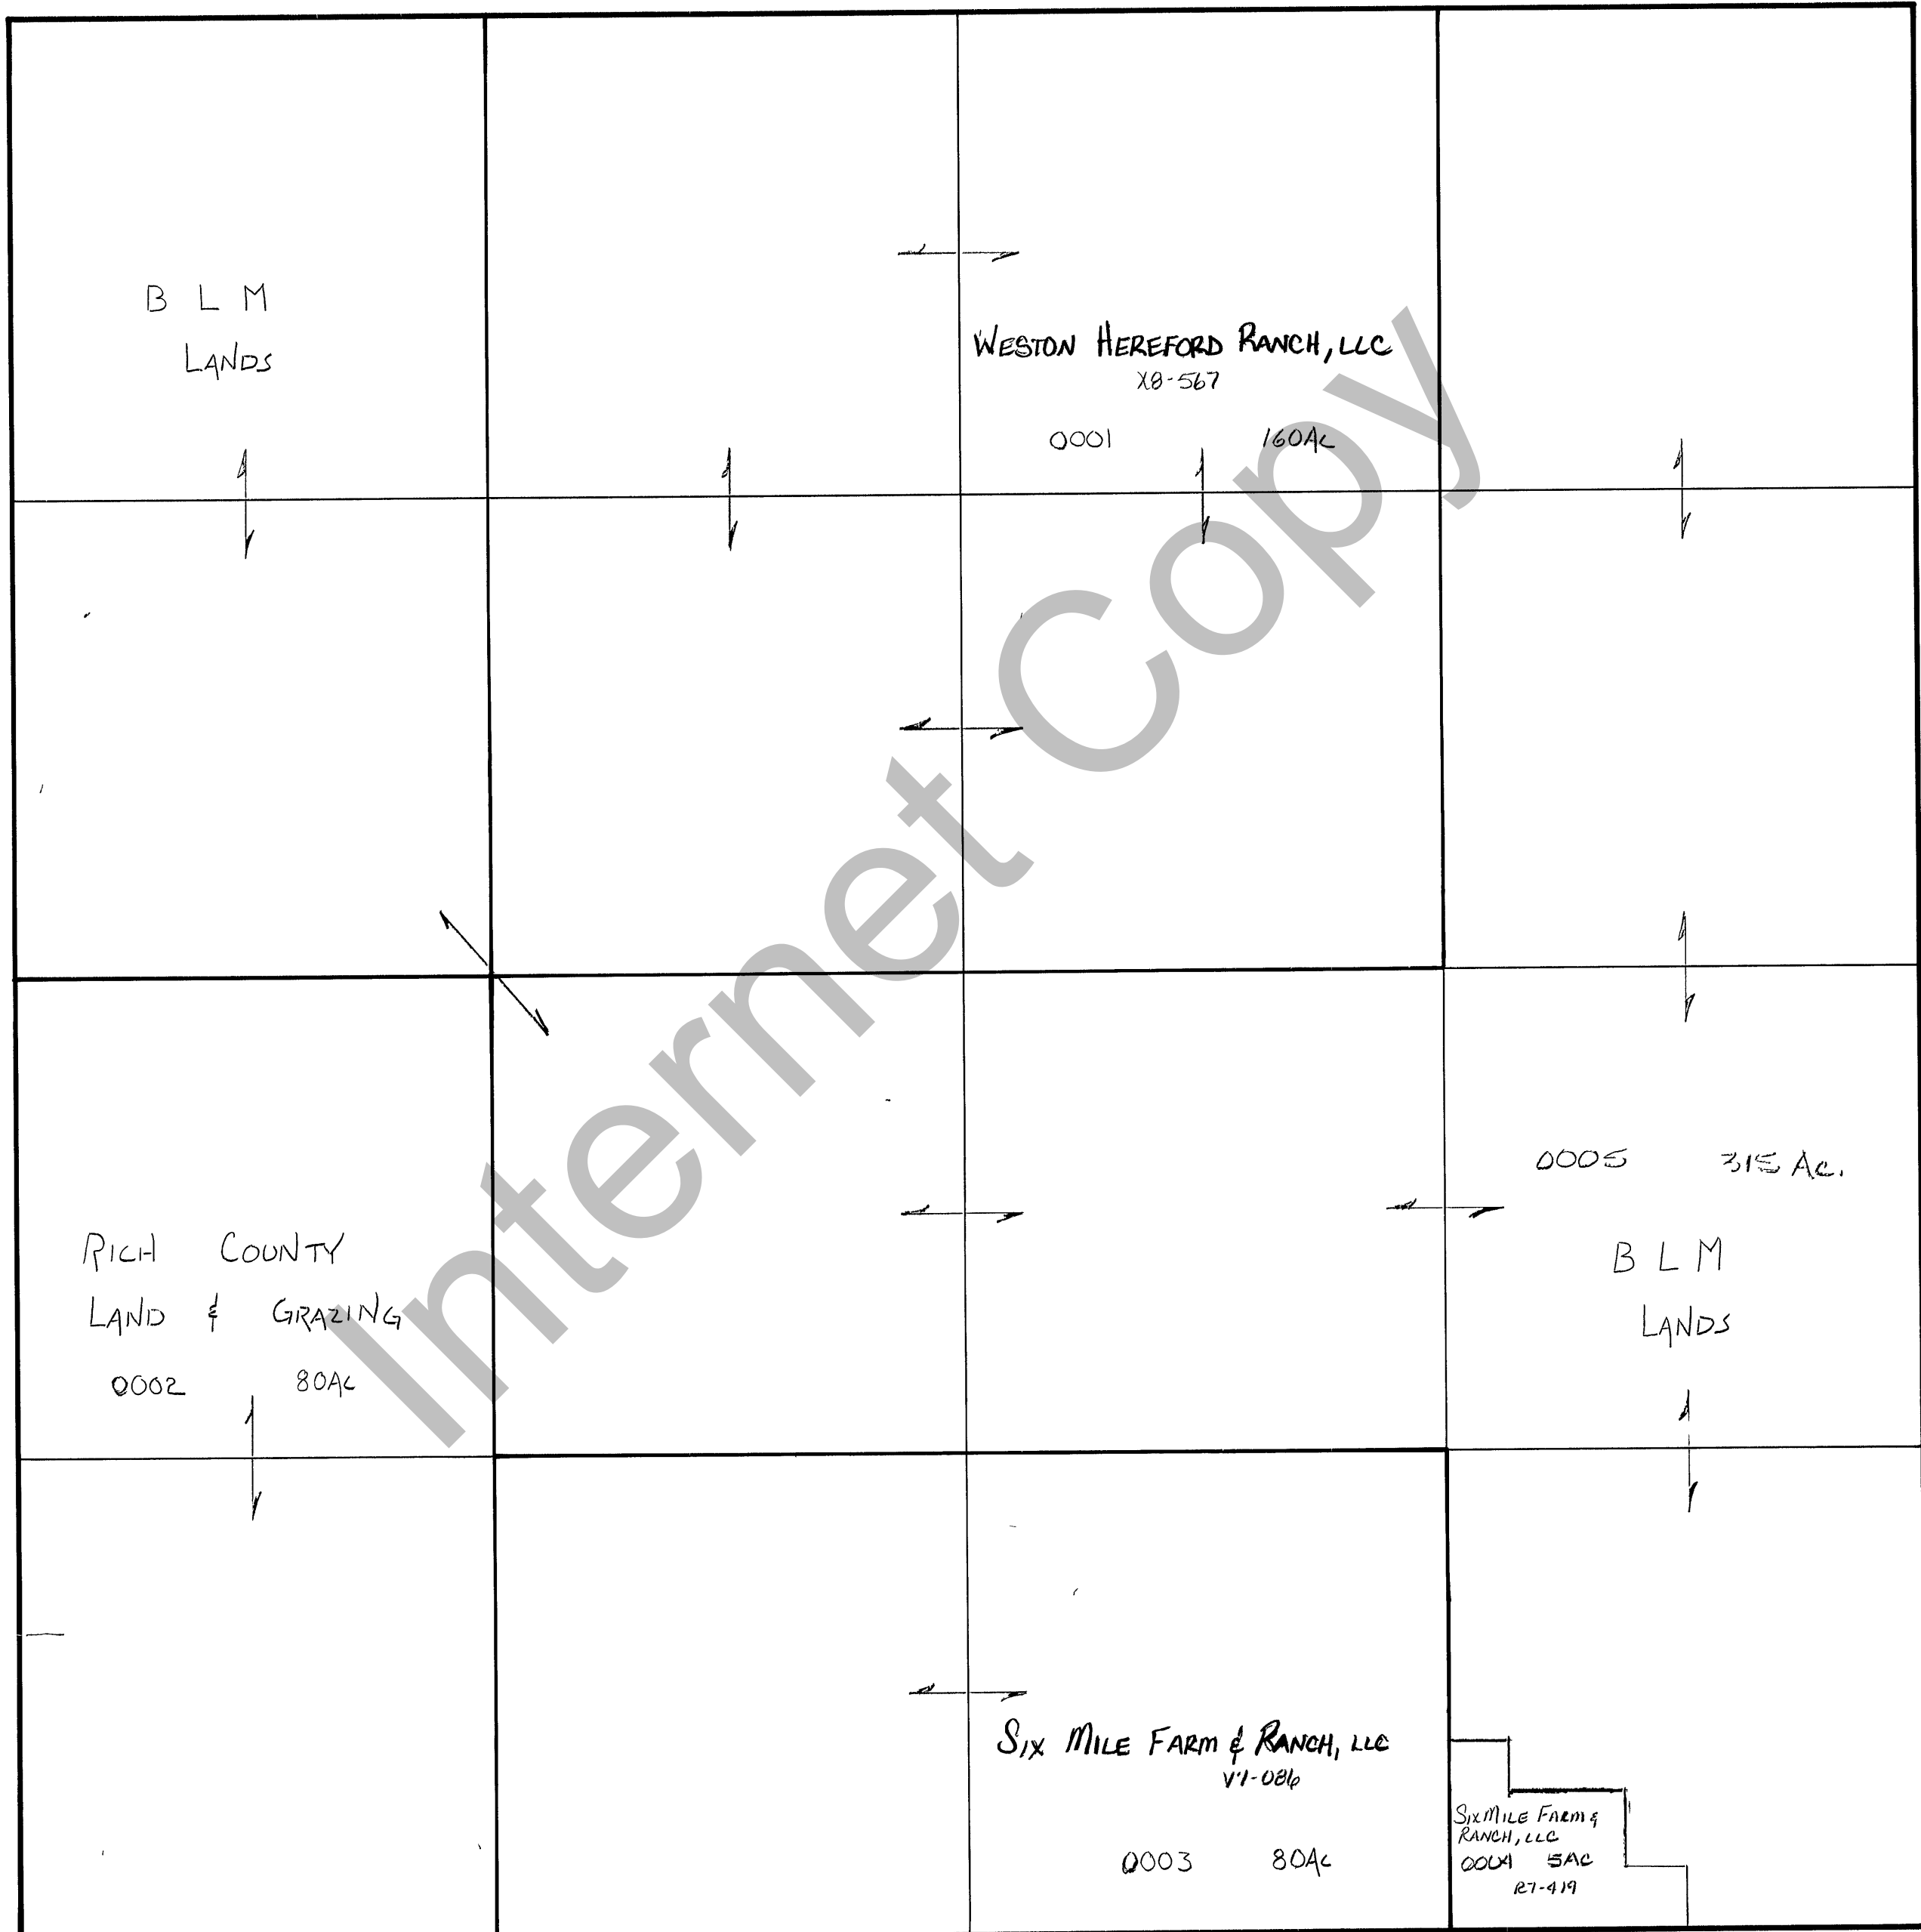 B L M
LANDS
WESTON HEREFORD RANCH, LLC
X8-567
0001 160AC
Internet Copy
0005 315 AC.
B L M
LANDS
RICH COUNTY
LAND & GRAZING
0002 80AC
SIX MILE FARM & RANCH, LLC
V7-086
0003 80AC
SIX MILE FARM &
RANCH, LLC
0004 5AC
R7-419